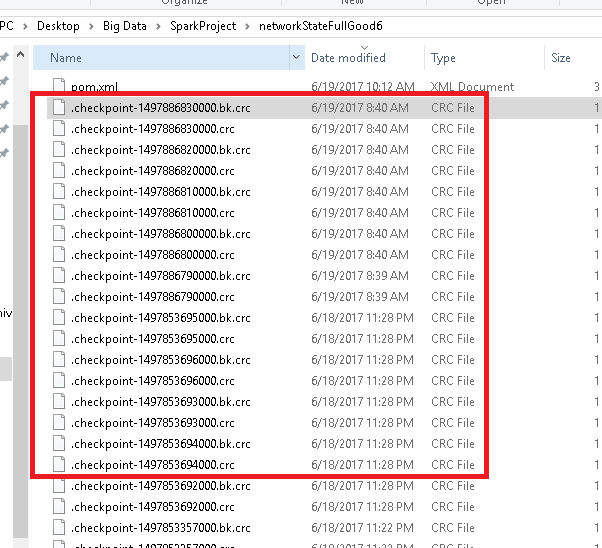 Organize New Open
PC > Desktop > Big Data > SparkProject > networkStateFullGood6
Name Date modified Type Size
pom.xml 6/19/2017 10:12 AM XML Document 3
.checkpoint-1497886830000.bk.crc 6/19/2017 8:40 AM CRC File 1
.checkpoint-1497886830000.crc 6/19/2017 8:40 AM CRC File 1
.checkpoint-1497886820000.bk.crc 6/19/2017 8:40 AM CRC File 1
.checkpoint-1497886820000.crc 6/19/2017 8:40 AM CRC File 1
.checkpoint-1497886810000.bk.crc 6/19/2017 8:40 AM CRC File 1
.checkpoint-1497886810000.crc 6/19/2017 8:40 AM CRC File 1
.checkpoint-1497886800000.bk.crc 6/19/2017 8:40 AM CRC File 1
.checkpoint-1497886800000.crc 6/19/2017 8:40 AM CRC File 1
.checkpoint-1497886790000.bk.crc 6/19/2017 8:39 AM CRC File 1
.checkpoint-1497886790000.crc 6/19/2017 8:39 AM CRC File 1
.checkpoint-1497853695000.bk.crc 6/18/2017 11:28 PM CRC File 1
.checkpoint-1497853695000.crc 6/18/2017 11:28 PM CRC File 1
.checkpoint-1497853696000.bk.crc 6/18/2017 11:28 PM CRC File 1
.checkpoint-1497853696000.crc 6/18/2017 11:28 PM CRC File 1
.checkpoint-1497853693000.bk.crc 6/18/2017 11:28 PM CRC File 1
.checkpoint-1497853693000.crc 6/18/2017 11:28 PM CRC File 1
.checkpoint-1497853694000.bk.crc 6/18/2017 11:28 PM CRC File 1
.checkpoint-1497853694000.crc 6/18/2017 11:28 PM CRC File 1
.checkpoint-1497853692000.bk.crc 6/18/2017 11:28 PM CRC File 1
.checkpoint-1497853692000.crc 6/18/2017 11:28 PM CRC File 1
.checkpoint-1497853357000.bk.crc 6/18/2017 11:22 PM CRC File 1
.checkpoint-1497853357000.crc 6/18/2017 11:22 PM CRC File 1